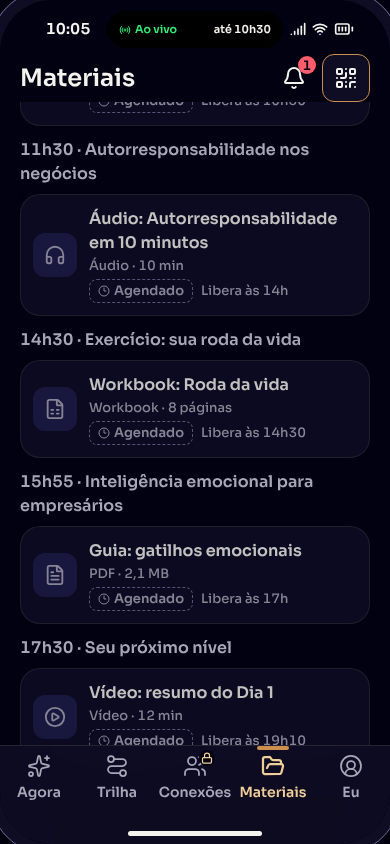 10:05
Ao vivo
até 10h30
Materiais
1
Agendado Libera às 10h30
11h30 · Autorresponsabilidade nos
negócios
Áudio: Autorresponsabilidade
em 10 minutos
Áudio · 10 min
Agendado Libera às 14h
14h30 · Exercício: sua roda da vida
Workbook: Roda da vida
Workbook · 8 páginas
Agendado Libera às 14h30
15h55 · Inteligência emocional para
empresários
Guia: gatilhos emocionais
PDF · 2,1 MB
Agendado Libera às 17h
17h30 · Seu próximo nível
Vídeo: resumo do Dia 1
Vídeo · 12 min
Agendado Libera às 19h10
Agora Trilha Conexões Materiais Eu